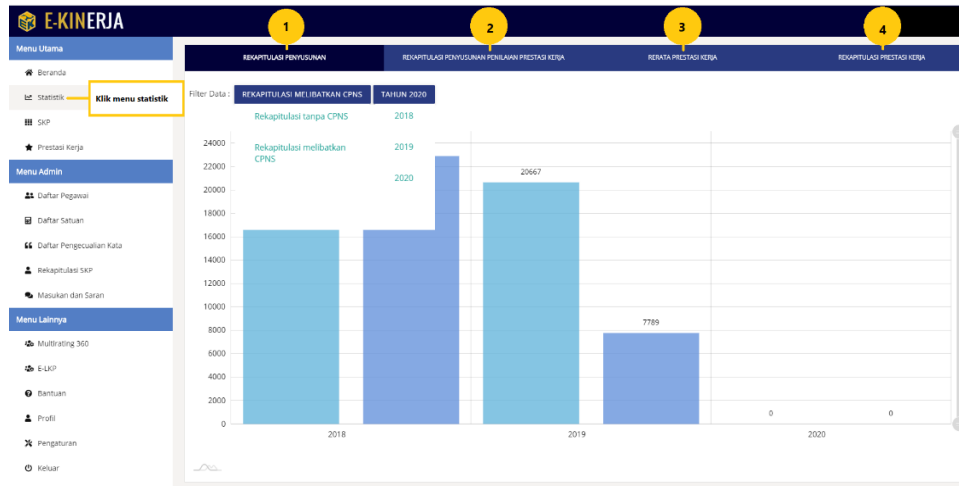 E-KINERJA
1
2
3
4
Menu Utama
Beranda
Statistik
Klik menu statistik
SKP
Prestasi Kerja
Menu Admin
Daftar Pegawai
Daftar Satuan
Daftar Pengecualian Kata
Rekapitulasi SKP
Masukan dan Saran
Menu Lainnya
Multirating 360
E-LKP
Bantuan
Profil
Pengaturan
Keluar
REKAPITULASI PENYUSUNAN
REKAPITULASI PENYUSUNAN PENILAIAN PRESTASI KERJA
RERATA PRESTASI KERJA
REKAPITULASI PRESTASI KERJA
Filter Data :
REKAPITULASI MELIBATKAN CPNS
TAHUN 2020
Rekapitulasi tanpa CPNS
Rekapitulasi melibatkan
CPNS
2018
2019
2020
24000
22000
20000
18000
16000
14000
12000
10000
8000
6000
4000
2000
0
20667
7789
0
0
2018
2019
2020